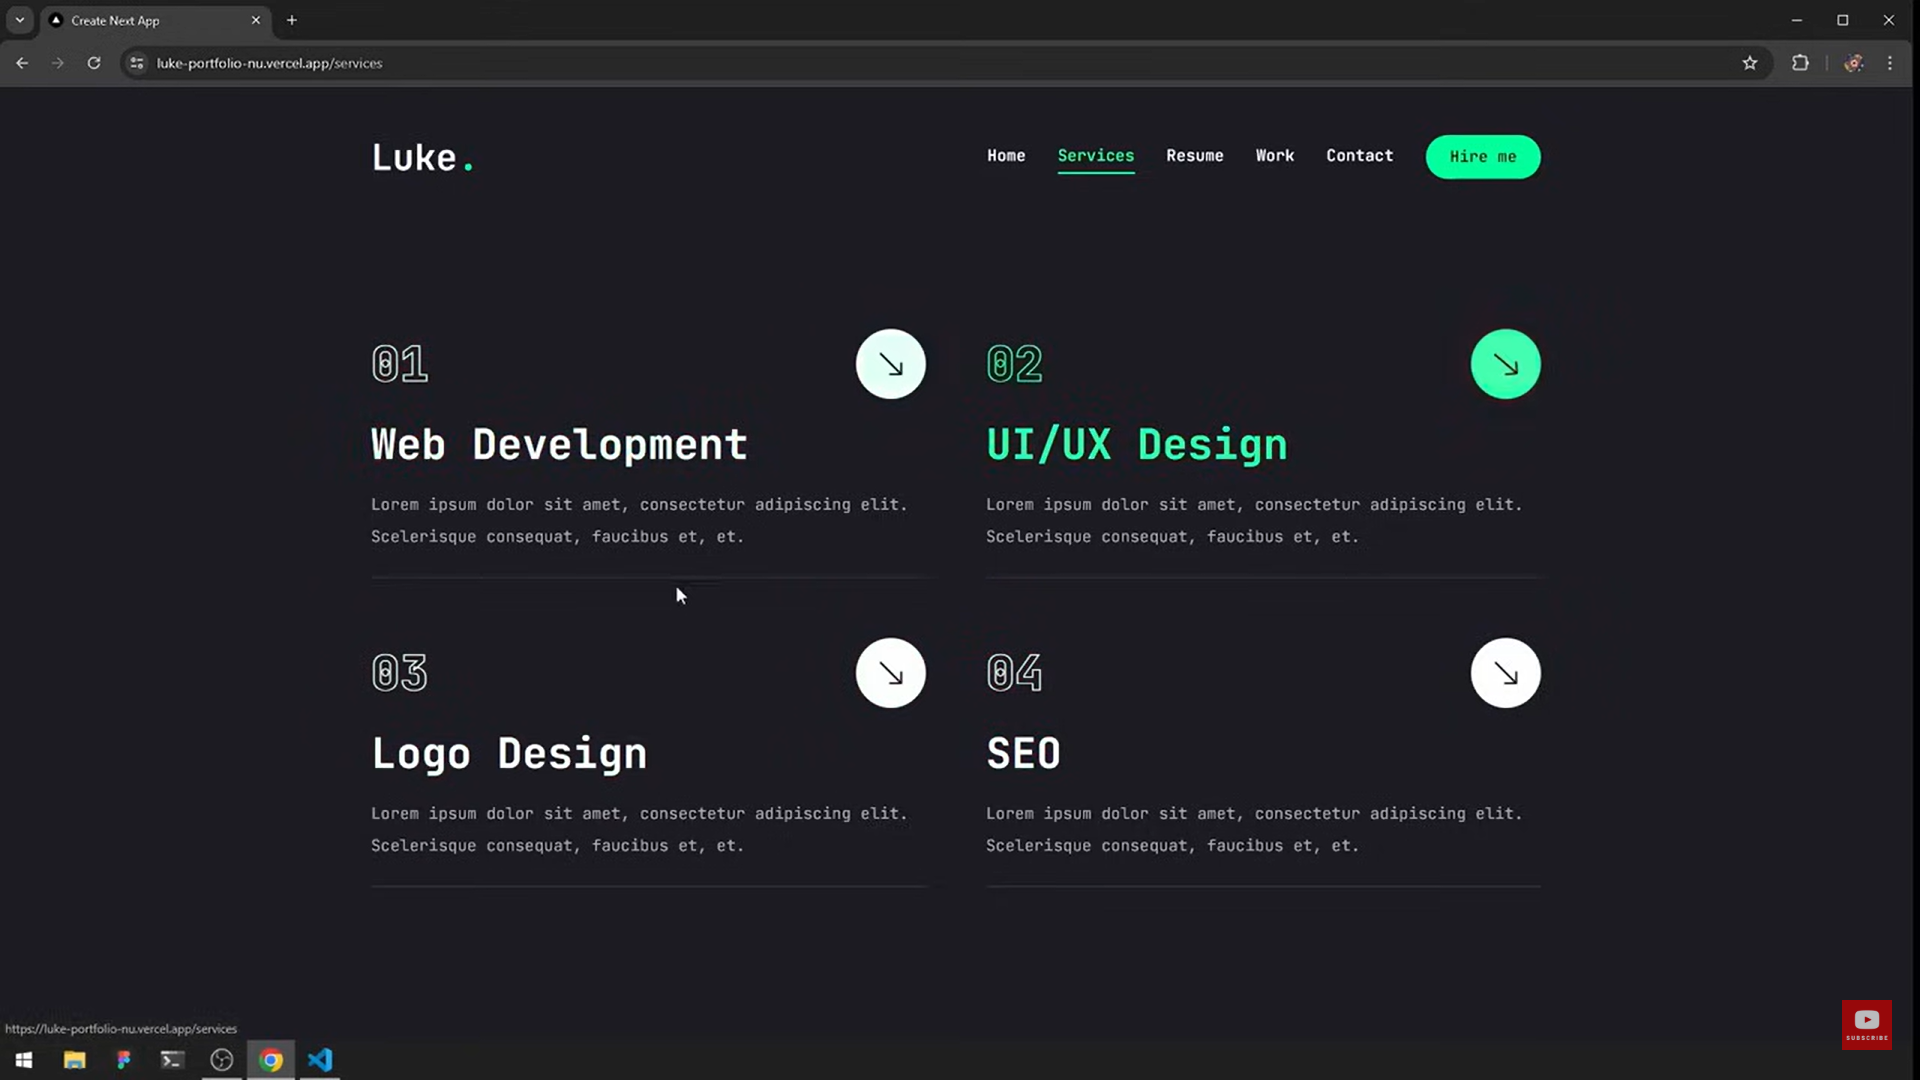 Create Next App
luke-portfolio-nu.vercel.app/services
Luke.
Home Services Resume Work Contact Hire me
01
Web Development
Lorem ipsum dolor sit amet, consectetur adipiscing elit.
Scelerisque consequat, faucibus et, et.
02
UI/UX Design
Lorem ipsum dolor sit amet, consectetur adipiscing elit.
Scelerisque consequat, faucibus et, et.
03
Logo Design
Lorem ipsum dolor sit amet, consectetur adipiscing elit.
Scelerisque consequat, faucibus et, et.
04
SEO
Lorem ipsum dolor sit amet, consectetur adipiscing elit.
Scelerisque consequat, faucibus et, et.
https://luke-portfolio-nu.vercel.app/services
SUBSCRIBE